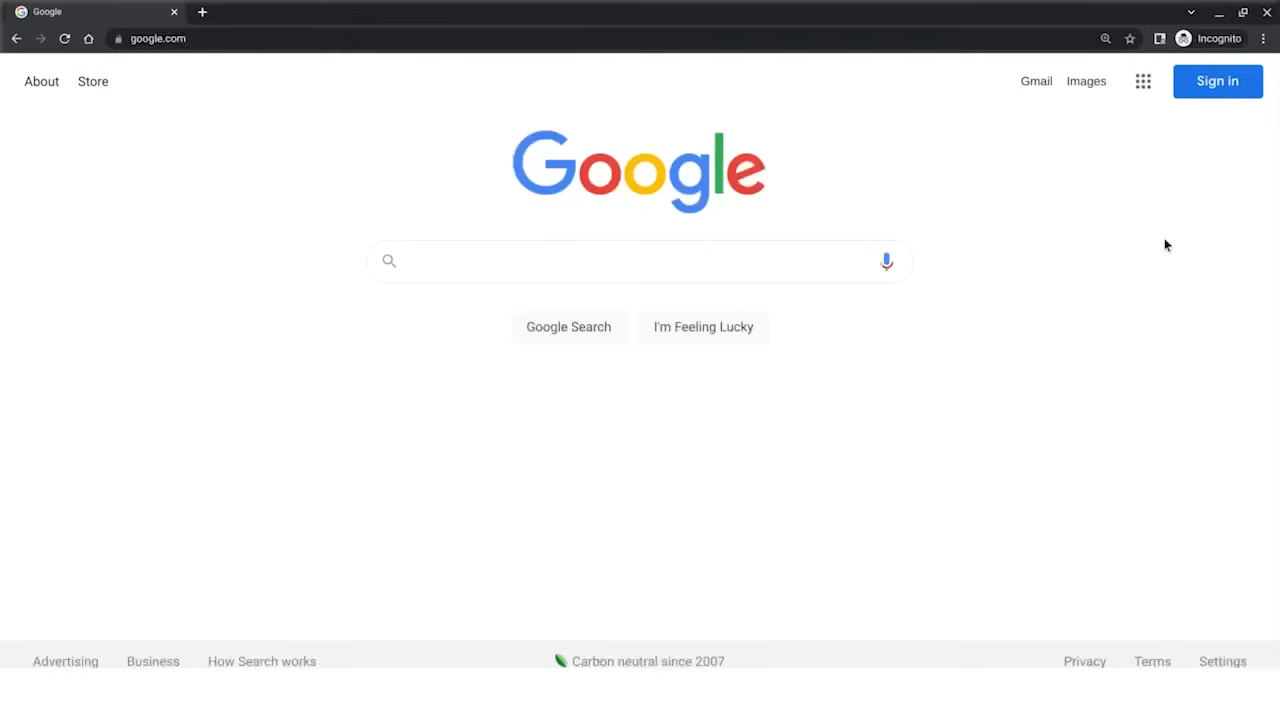 Google
google.com
Incognito
About Store
Gmail Images Sign in
Google
Google Search I'm Feeling Lucky
Advertising Business How Search works
Carbon neutral since 2007
Privacy Terms Settings